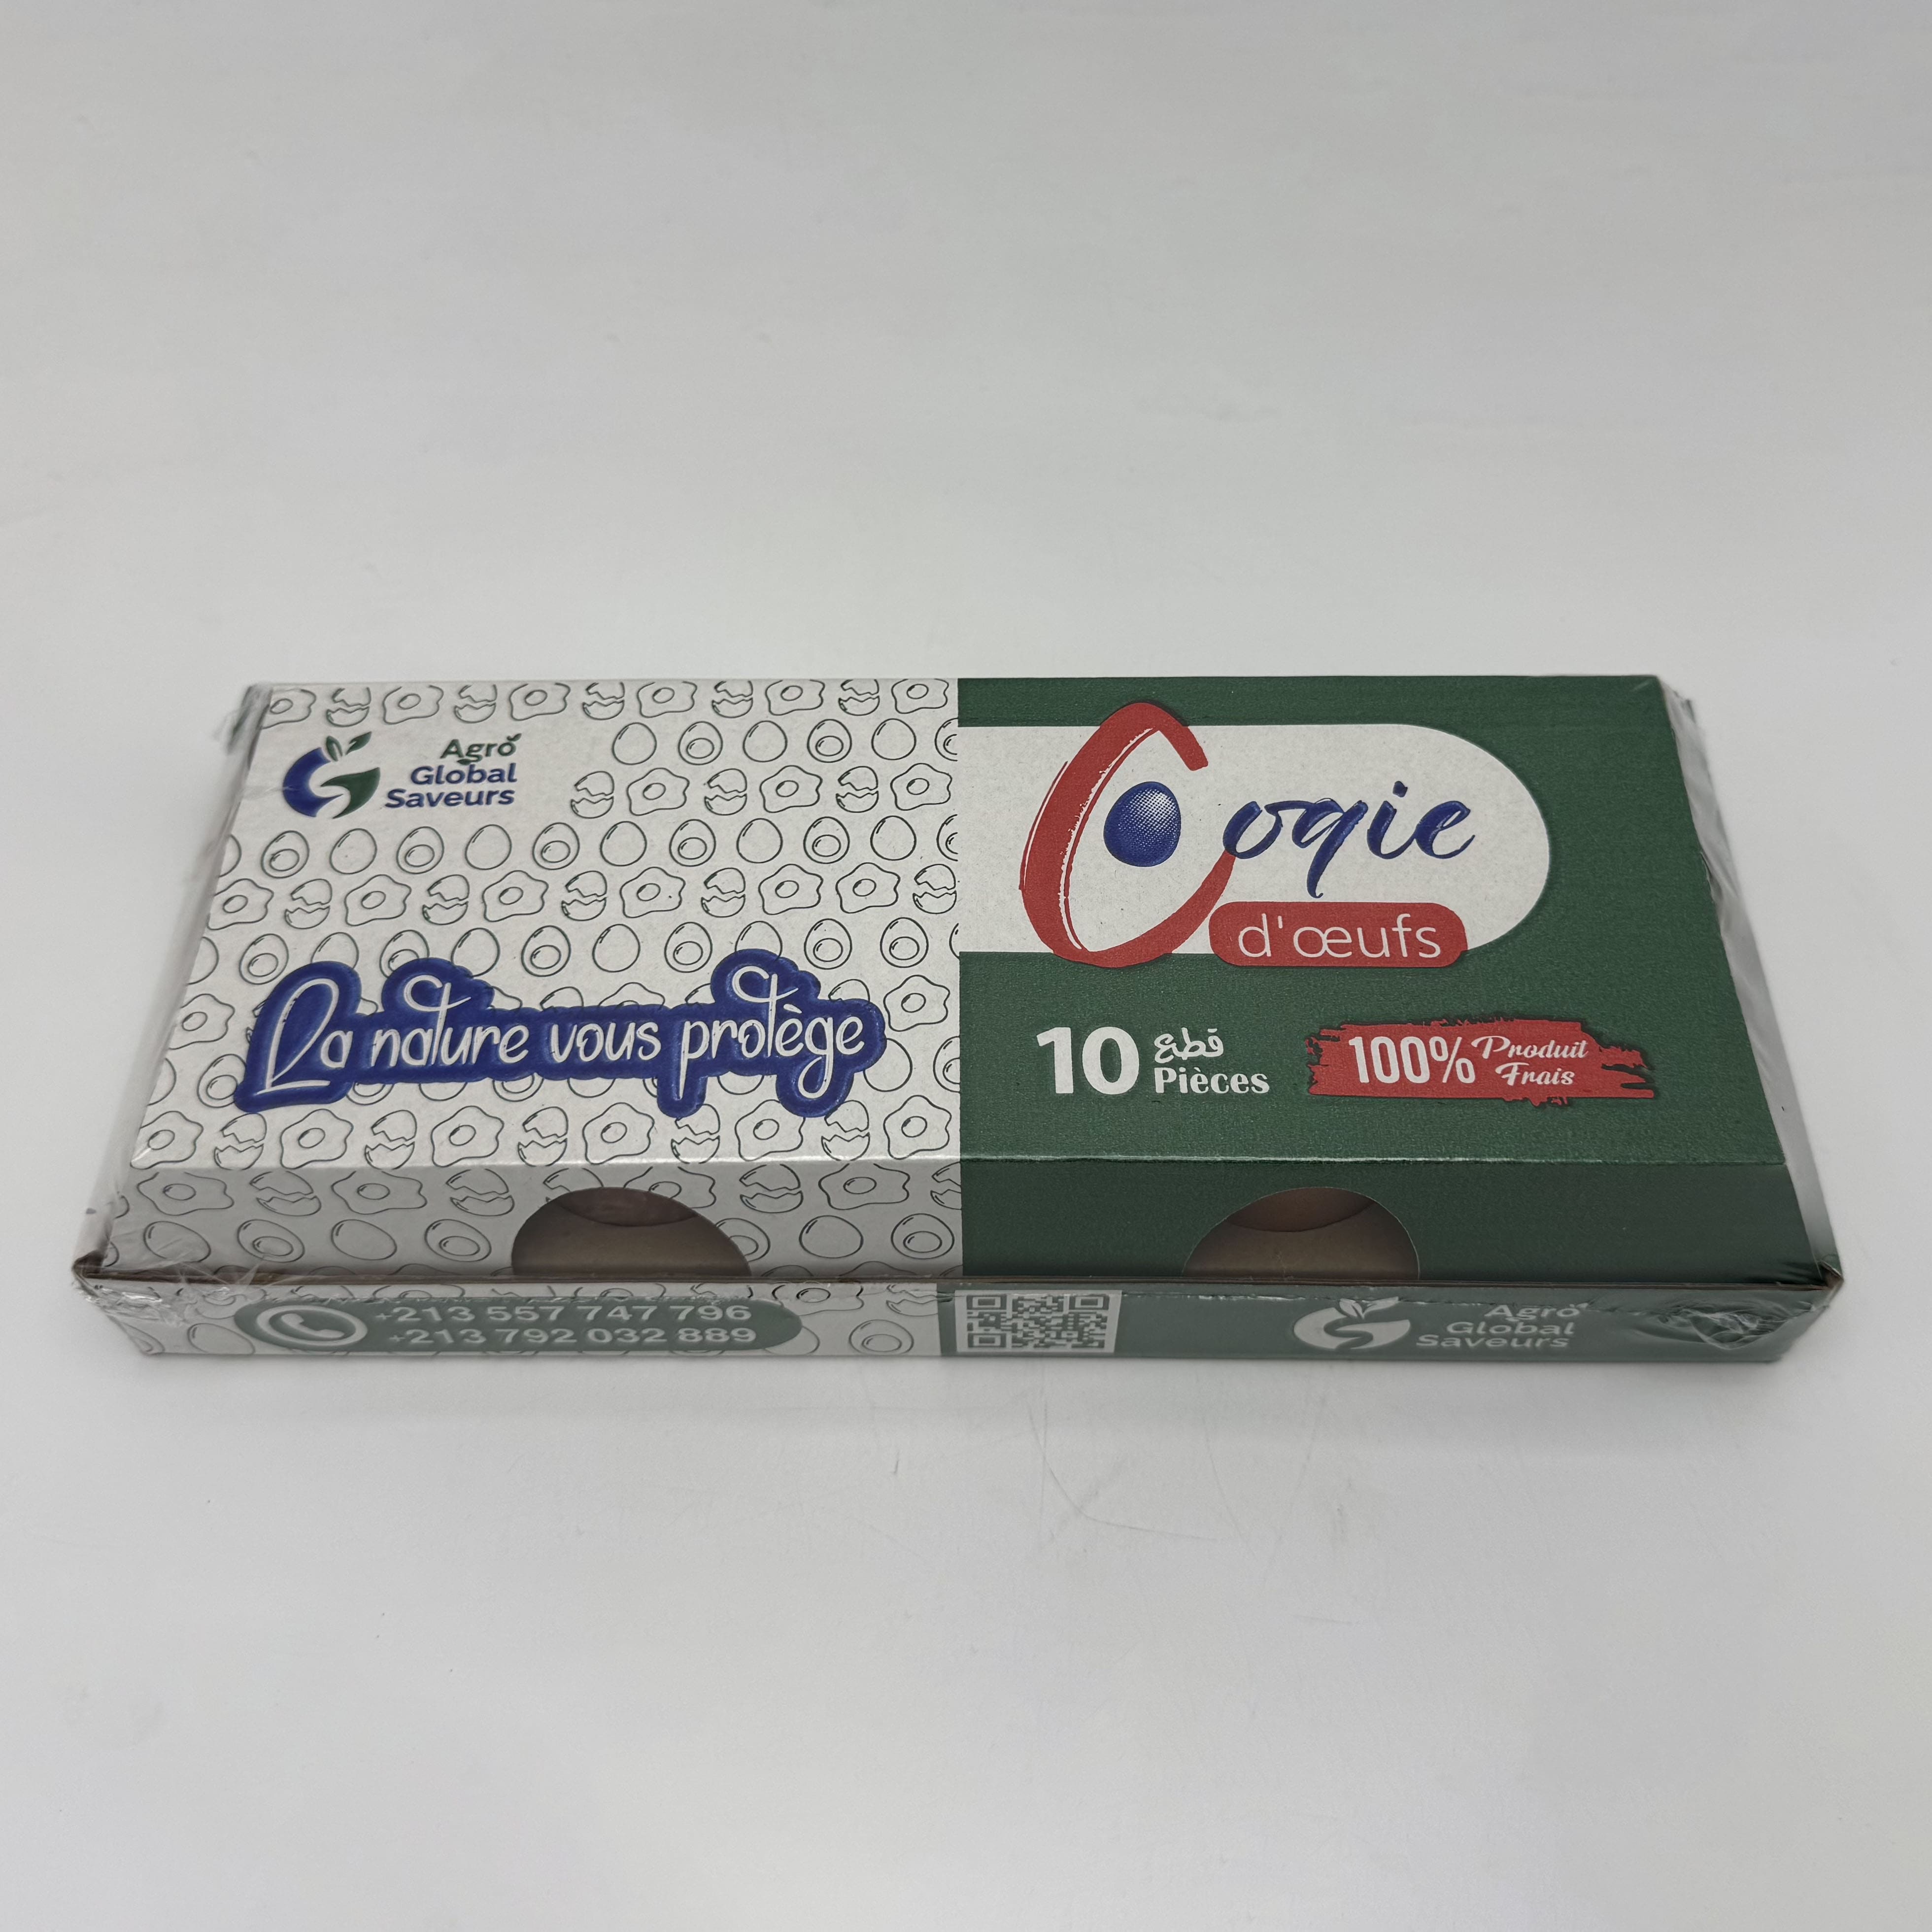 Agro
Global
Saveurs
La nature vous protège
Coqie
d'œufs
10 قطع
Pièces
100% Produit
Frais
+213 557 747 796
+213 792 032 889
Agro
Global
Saveurs